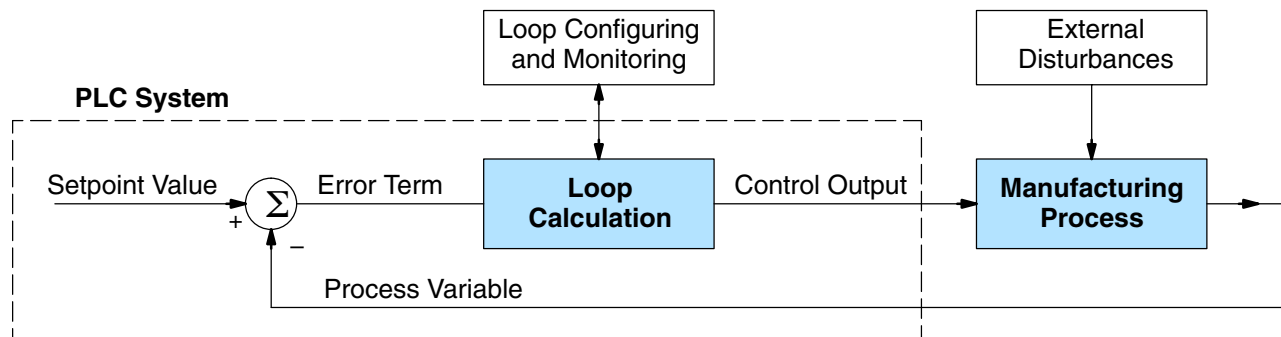 Loop Configuring
and Monitoring
External
Disturbances
PLC System
Setpoint Value
+
Σ
−
Error Term
Loop
Calculation
Control Output
Manufacturing
Process
Process Variable